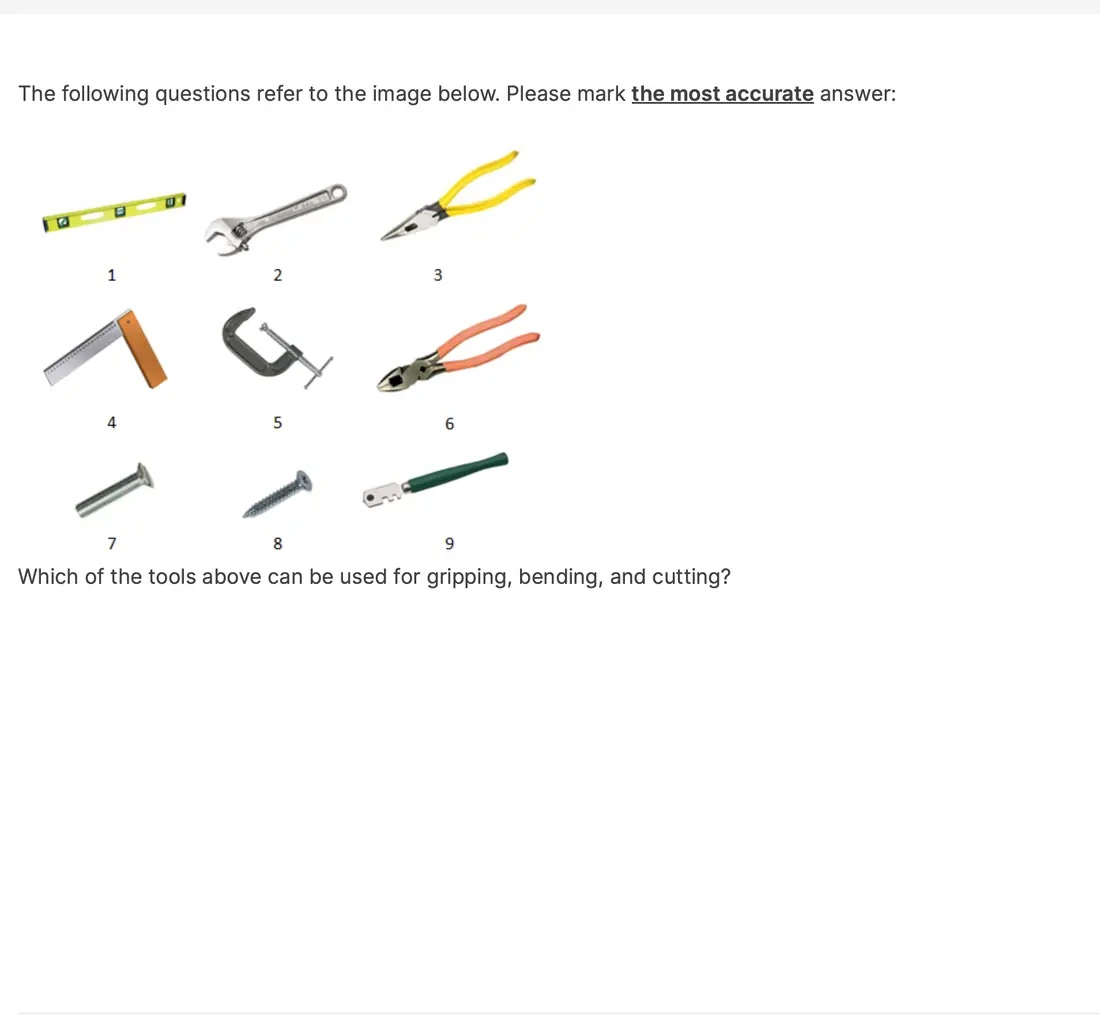 The following questions refer to the image below. Please mark the most accurate answer:
1 2 3
4 5 6
7 8 9
Which of the tools above can be used for gripping, bending, and cutting?